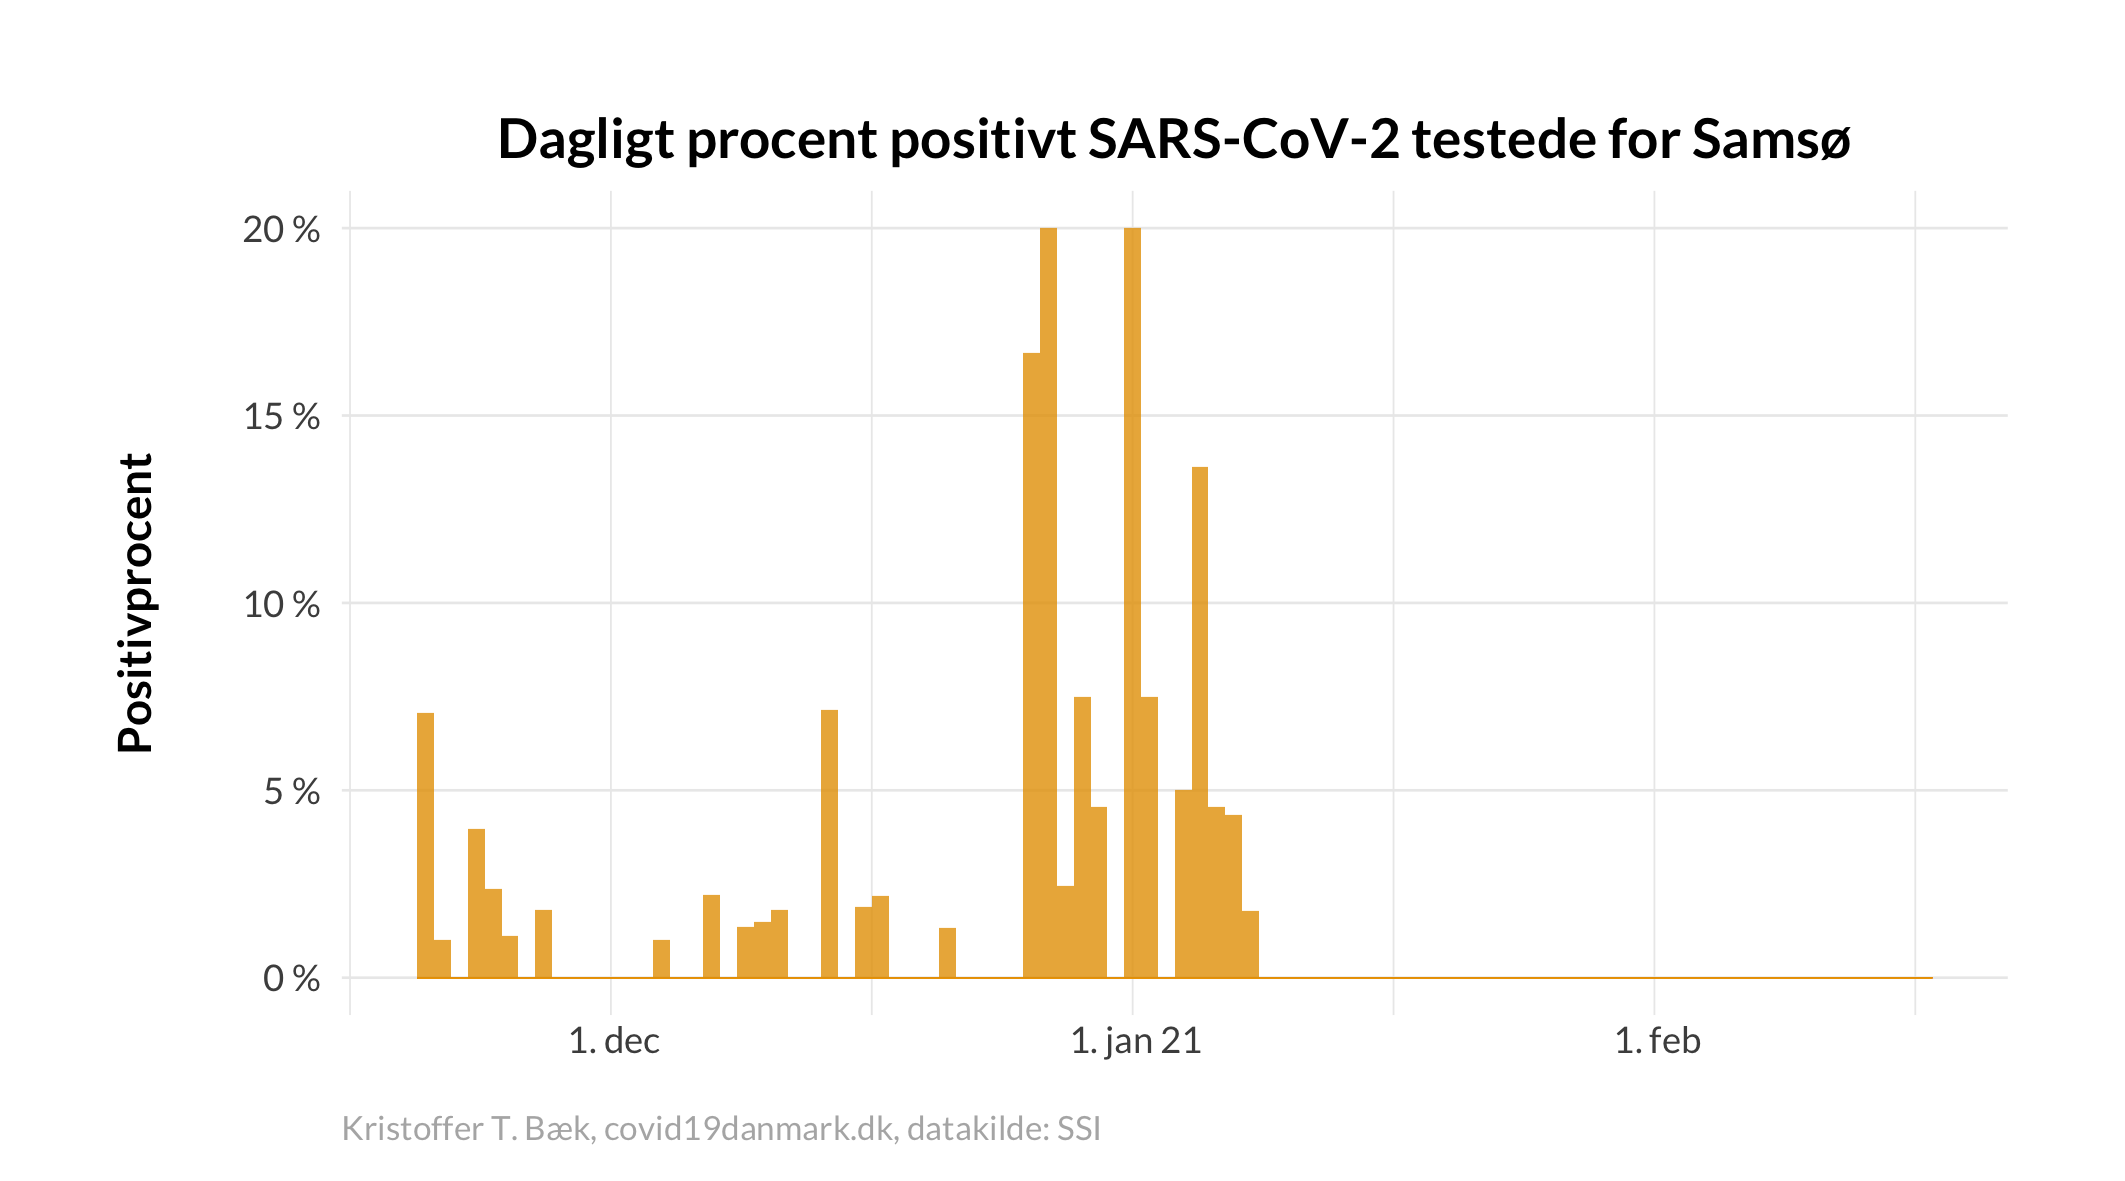 Dagligt procent positivt SARS-CoV-2 testede for Samsø
Positivprocent
20 %
15 %
10 %
5 %
0 %
1. dec
1. jan 21
1. feb
Kristoffer T. Bæk, covid19danmark.dk, datakilde: SSI